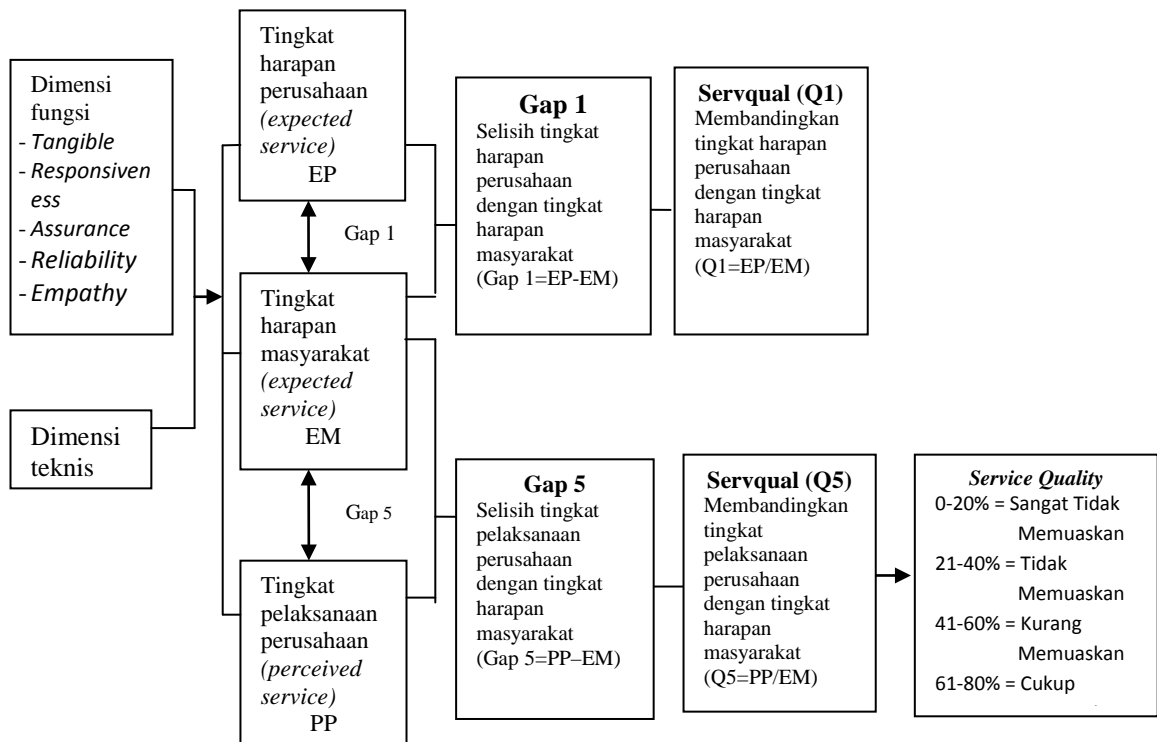 Dimensi
fungsi
- Tangible
- Responsiven
ess
- Assurance
- Reliability
- Empathy
Dimensi
teknis
Tingkat
harapan
perusahaan
(expected
service)
EP
Gap 1
Tingkat
harapan
masyarakat
(expected
service)
EM
Gap 5
Tingkat
pelaksanaan
perusahaan
(perceived
service)
PP
Gap 1
Selisih tingkat
harapan
perusahaan
dengan tingkat
harapan
masyarakat
(Gap 1=EP-EM)
Servqual (Q1)
Membandingkan
tingkat harapan
perusahaan
dengan tingkat
harapan
masyarakat
(Q1=EP/EM)
Gap 5
Selisih tingkat
pelaksanaan
perusahaan
dengan tingkat
harapan
masyarakat
(Gap 5=PP–EM)
Servqual (Q5)
Membandingkan
tingkat
pelaksanaan
perusahaan
dengan tingkat
harapan
masyarakat
(Q5=PP/EM)
Service Quality
0-20% = Sangat Tidak
Memuaskan
21-40% = Tidak
Memuaskan
41-60% = Kurang
Memuaskan
61-80% = Cukup